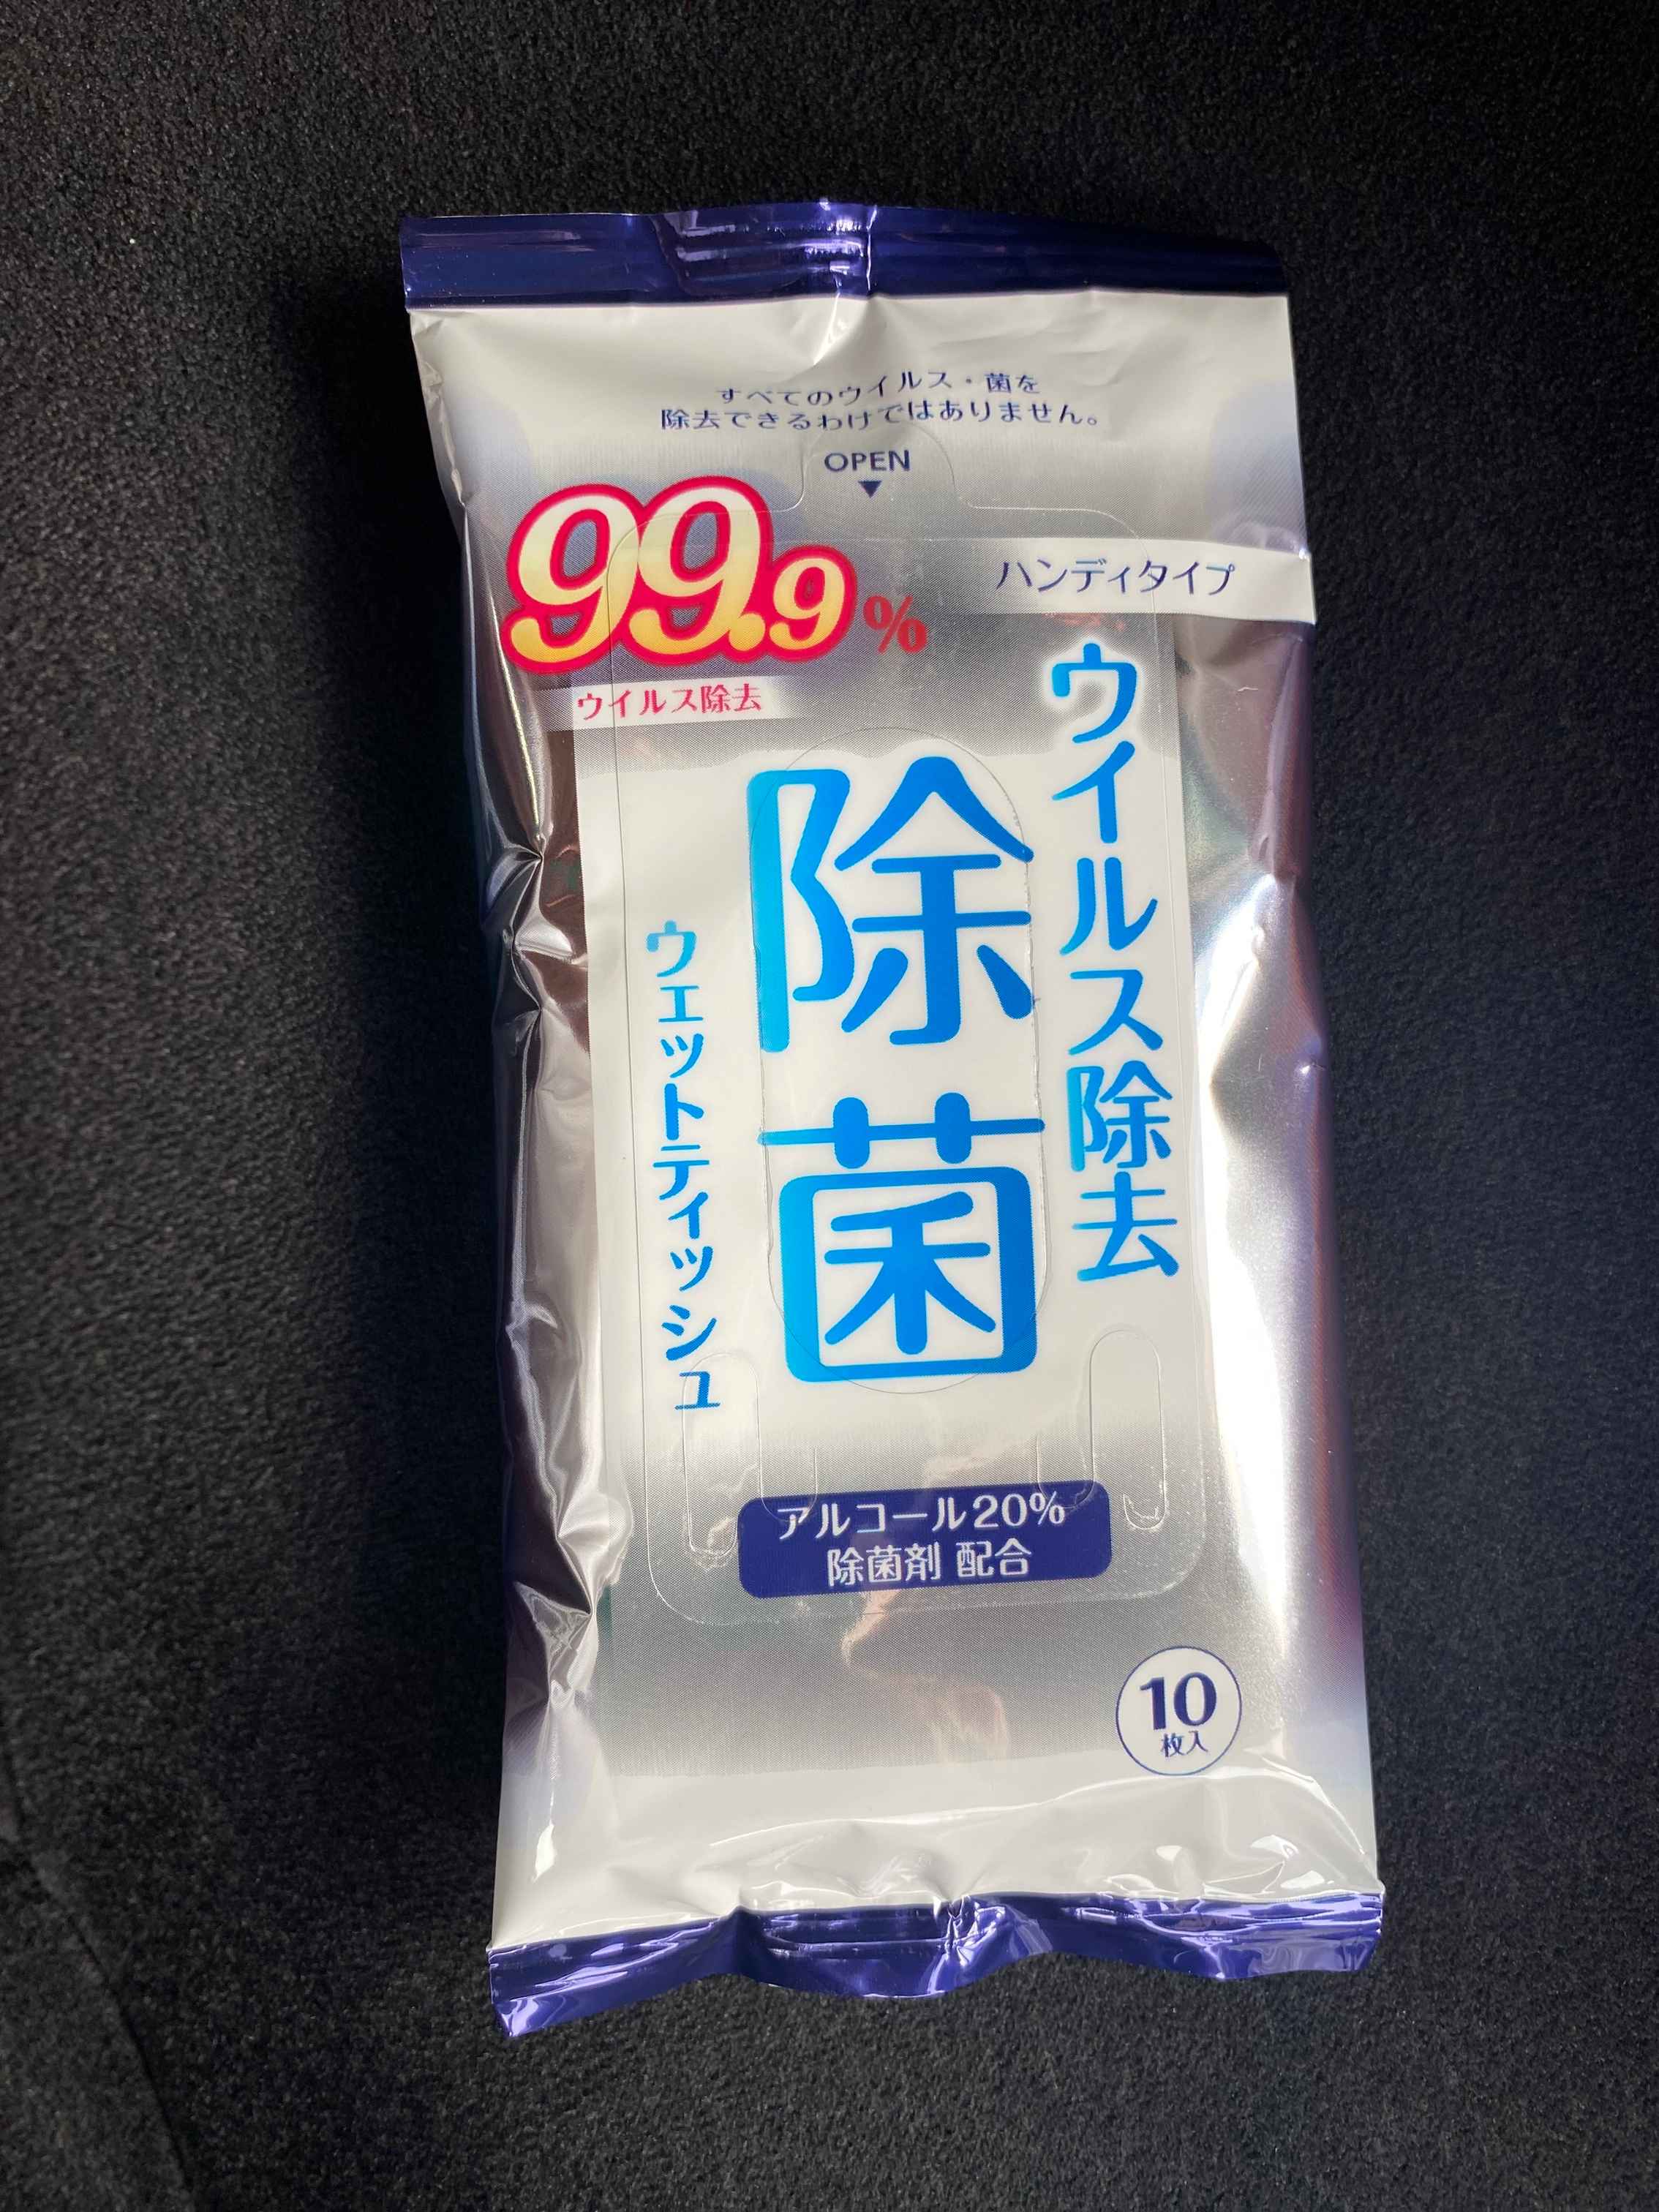 すべてのウイルス・菌を
除去できるわけではありません。
OPEN
99.9%
ウイルス除去
ハンディタイプ
ウイルス除去
除菌
ウェットティッシュ
アルコール20%
除菌剤 配合
10
枚入